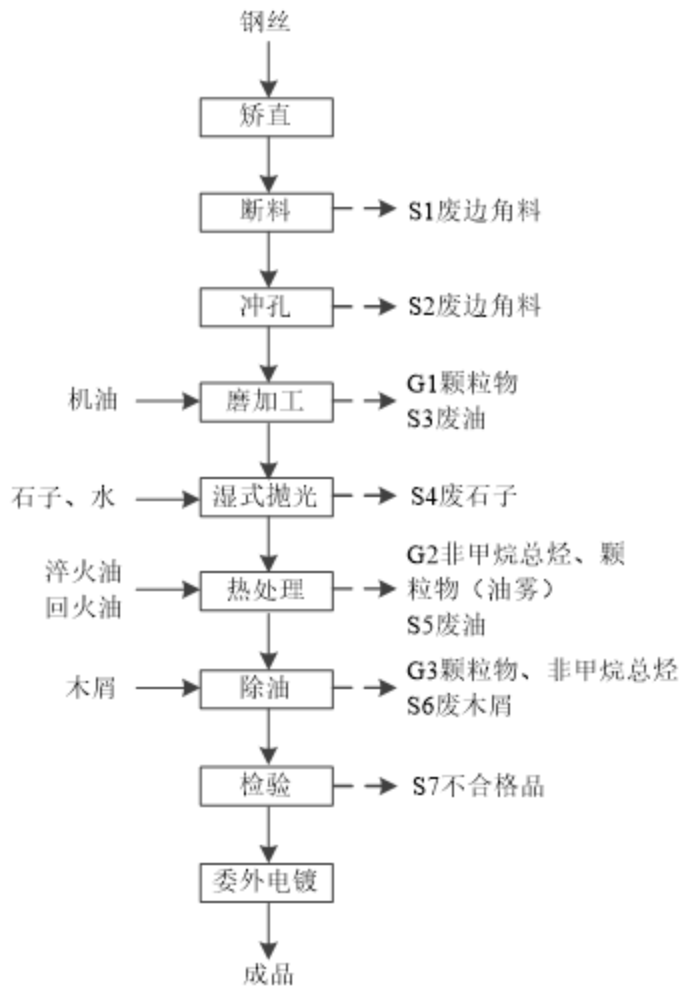 钢丝
矫直
断料
S1废边角料
冲孔
S2废边角料
机油
磨加工
G1颗粒物
S3废油
石子、水
湿式抛光
S4废石子
淬火油
回火油
热处理
G2非甲烷总烃、颗
粒物（油雾）
S5废油
木屑
除油
G3颗粒物、非甲烷总烃
S6废木屑
检验
S7不合格品
委外电镀
成品